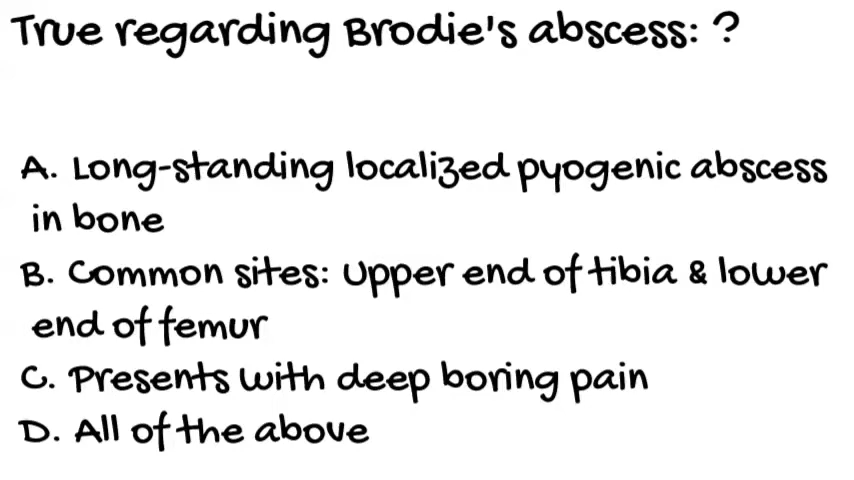 True regarding Brodie's abscess: ?
A. Long-standing localized pyogenic abscess
in bone
B. Common sites: Upper end of tibia & lower
end of femur
C. Presents with deep boring pain
D. All of the above